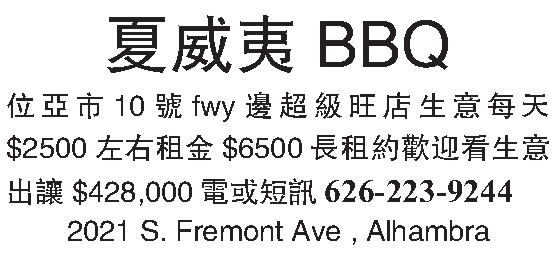 夏威夷 BBQ
位亞市 10 號 fwy 邊超級旺店生意每天
$2500 左右租金 $6500 長租約歡迎看生意
出讓 $428,000 電或短訊 626-223-9244
2021 S. Fremont Ave , Alhambra